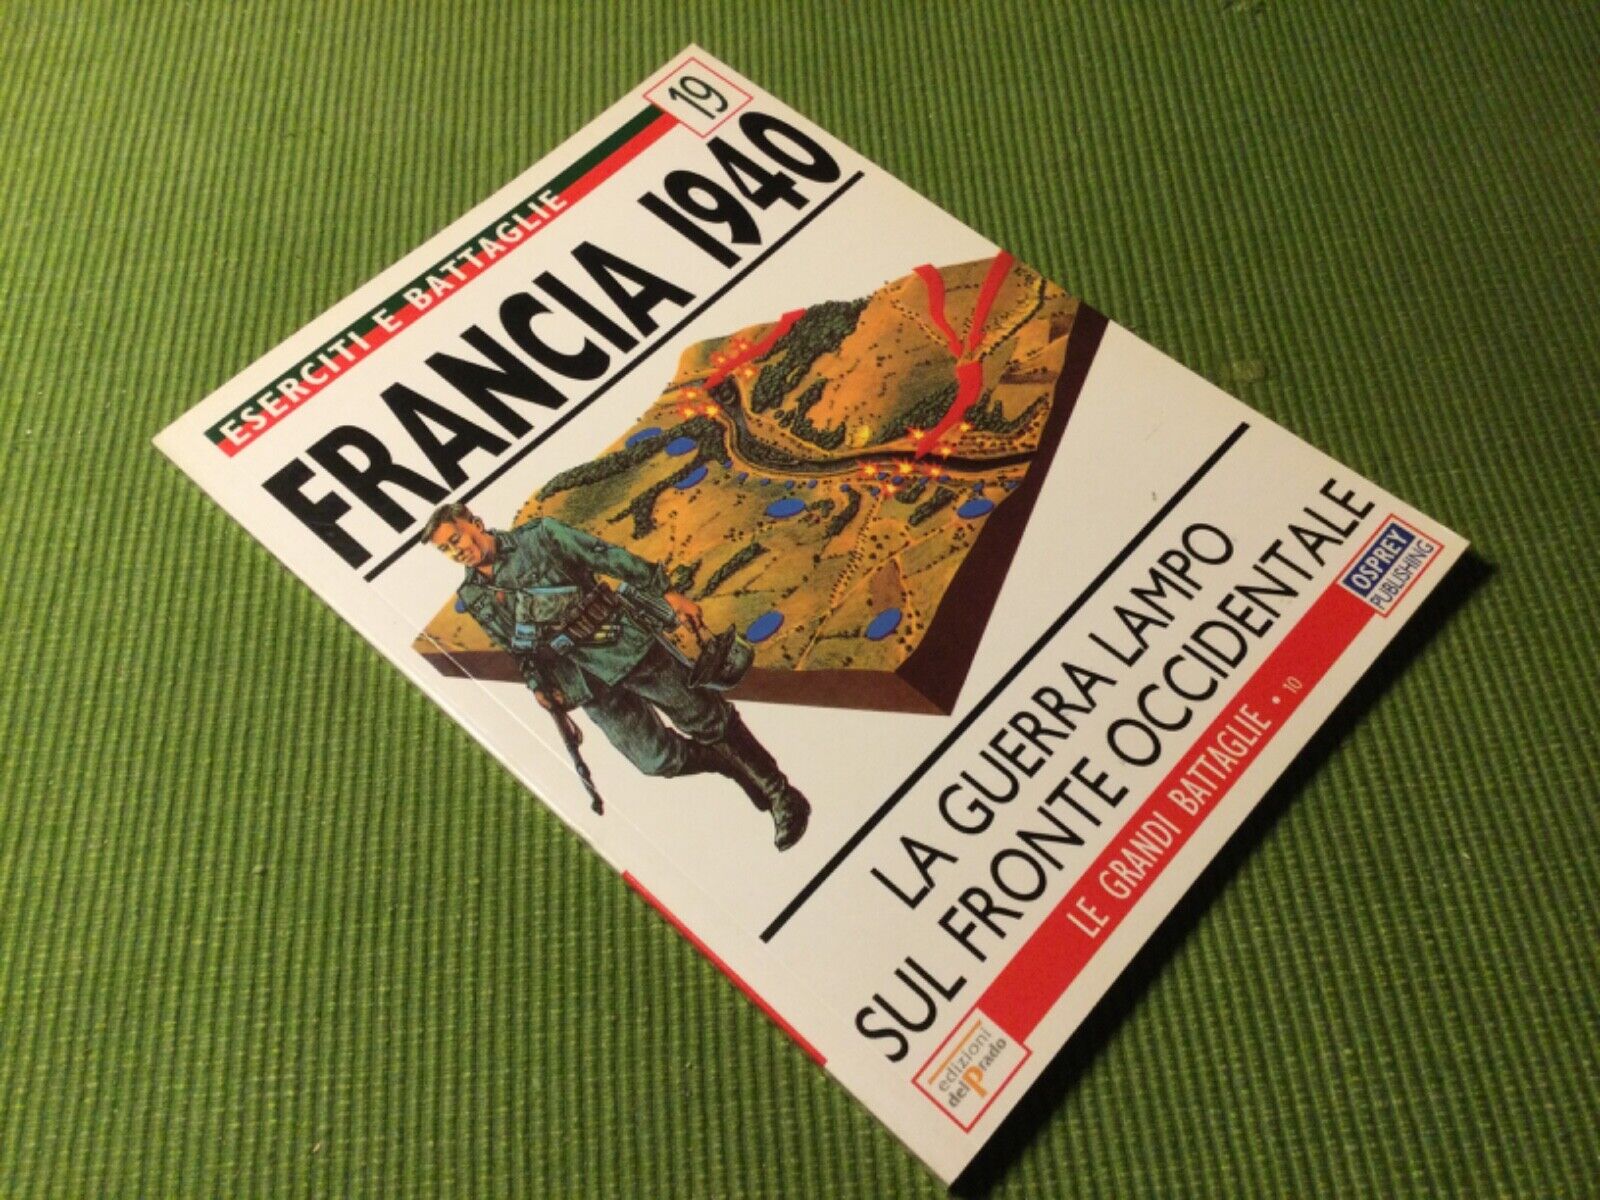 19
ESERCITI E BATTAGLIE
FRANCIA 1940
LA GUERRA LAMPO
SUL FRONTE OCCIDENTALE
OSPREY
PUBLISHING
LE GRANDI BATTAGLIE • 10
edizioni
del Prado